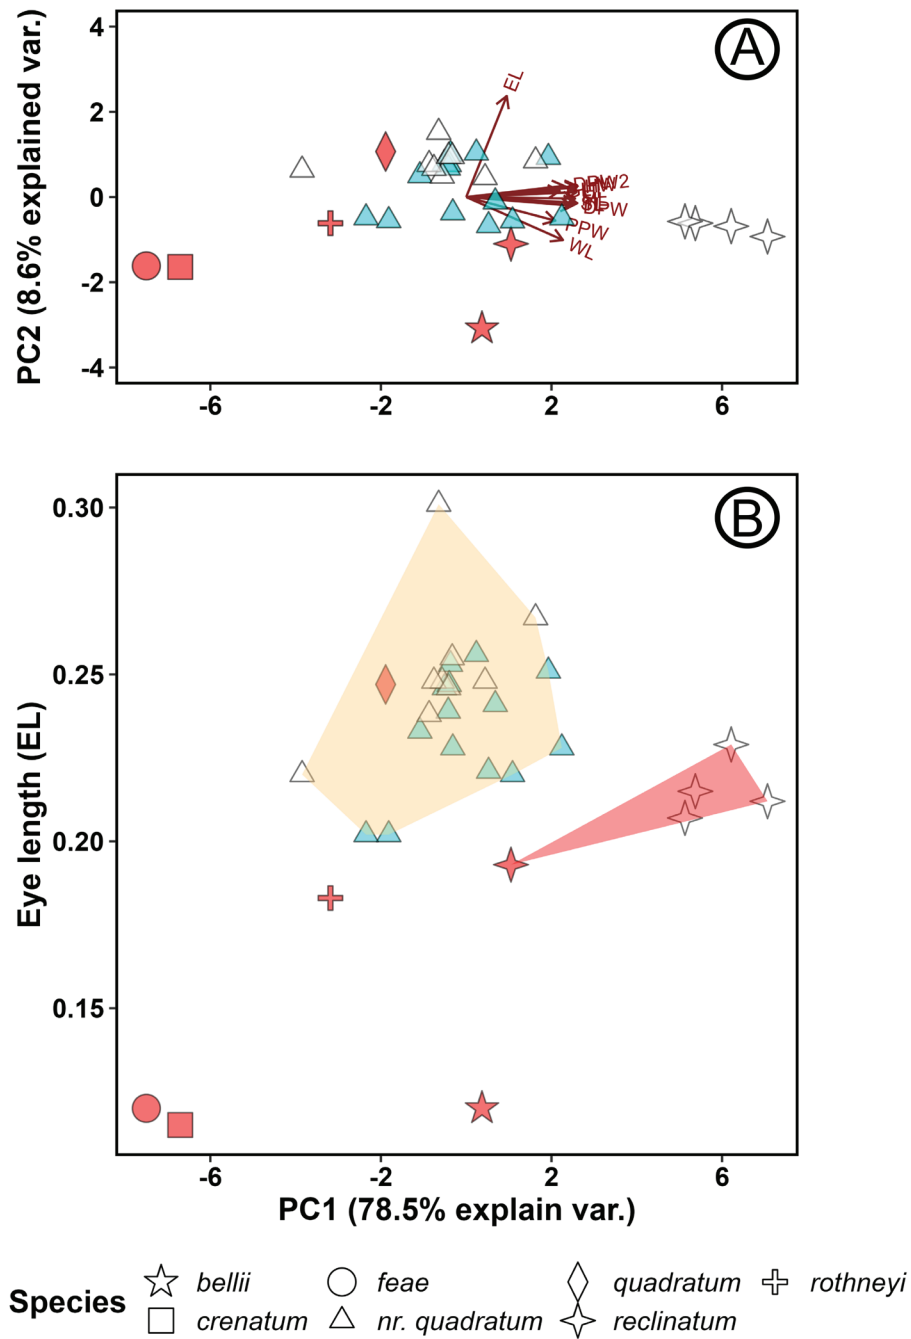 A
PC2 (8.6% explained var.)
4
2
0
-2
-4
EL
DPW
PPW
WL
-6
-2
2
6
B
Eye length (EL)
0.30
0.25
0.20
0.15
-6
-2
2
6
PC1 (78.5% explain var.)
Species
bellii
feae
quadratum
rothneyi
crenatum
nr. quadratum
reclinatum